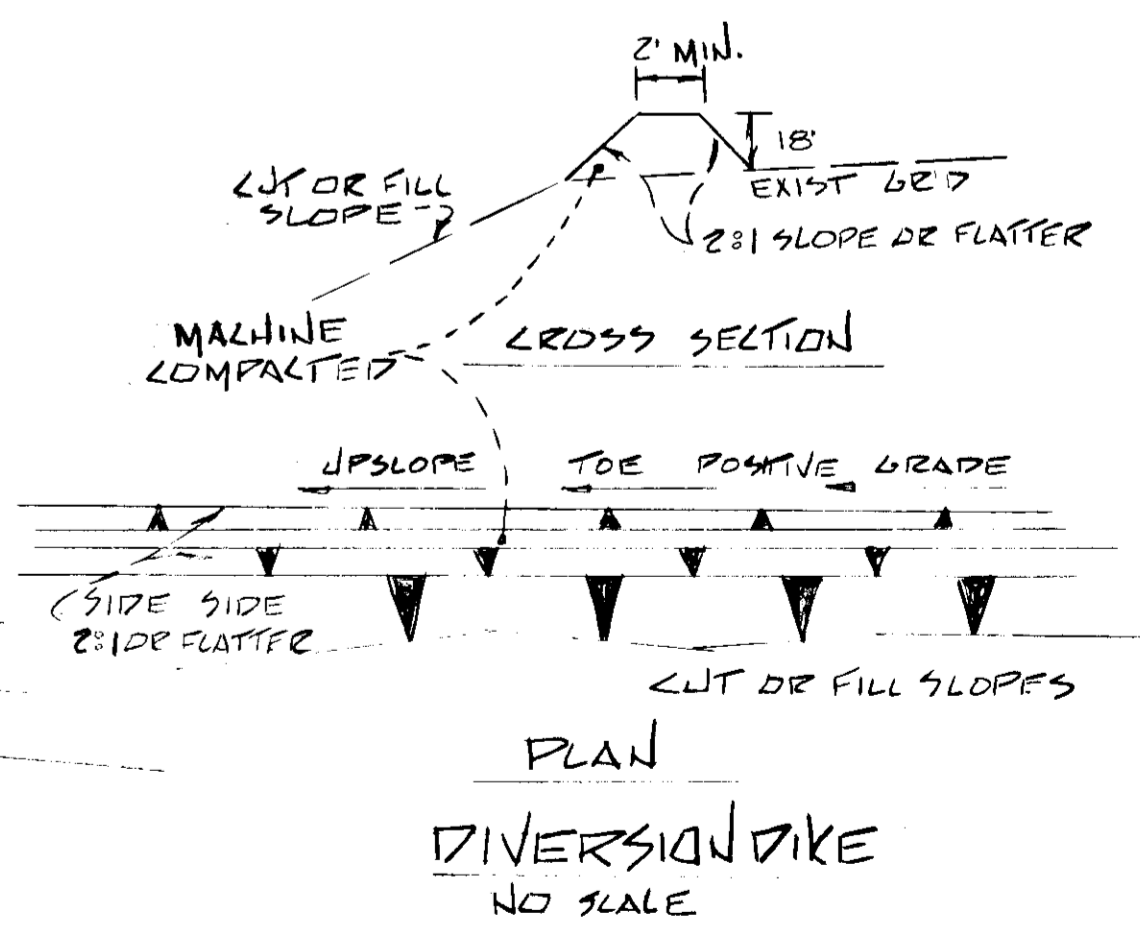 2' MIN.
18'
CUT OR FILL
SLOPE
EXIST GR'D
2:1 SLOPE OR FLATTER
MACHINE
COMPACTED
CROSS SECTION
UPSLOPE TOE POSITIVE GRADE
SIDE SIDE
2:1 OR FLATTER
CUT OR FILL SLOPES
PLAN
DIVERSION DIKE
NO SCALE